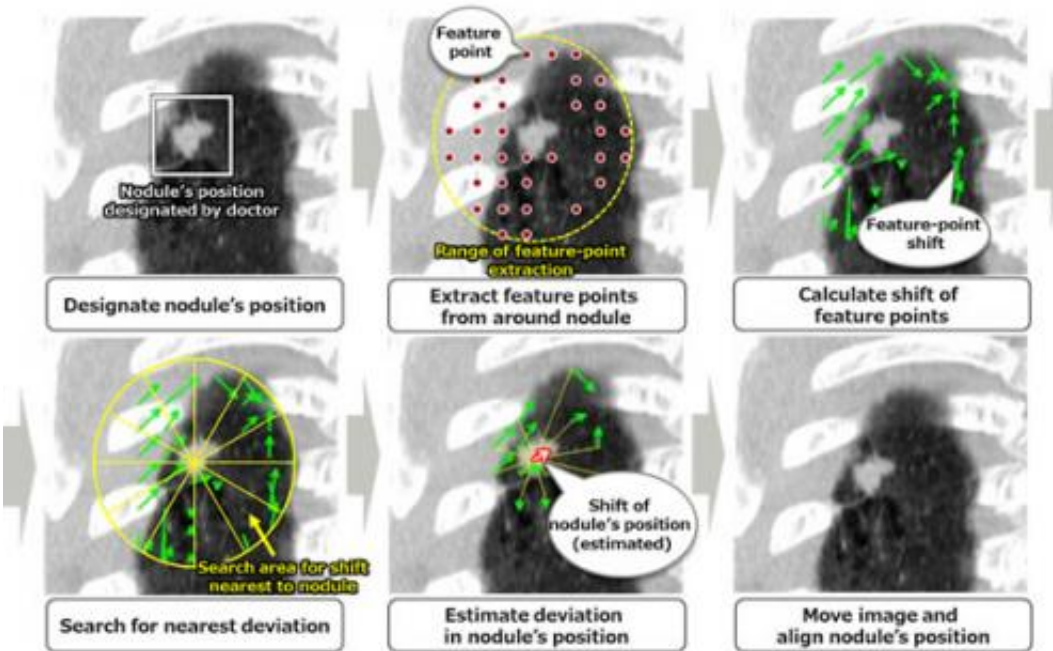 Nodule's position
designated by doctor
Designate nodule's position
Feature
point
Range of feature-point
extraction
Extract feature points
from around nodule
Feature-point
shift
Calculate shift of
feature points
Search area for shift
nearest to nodule
Search for nearest deviation
Shift of
nodule's position
(estimated)
Estimate deviation
in nodule's position
Move image and
align nodule's position